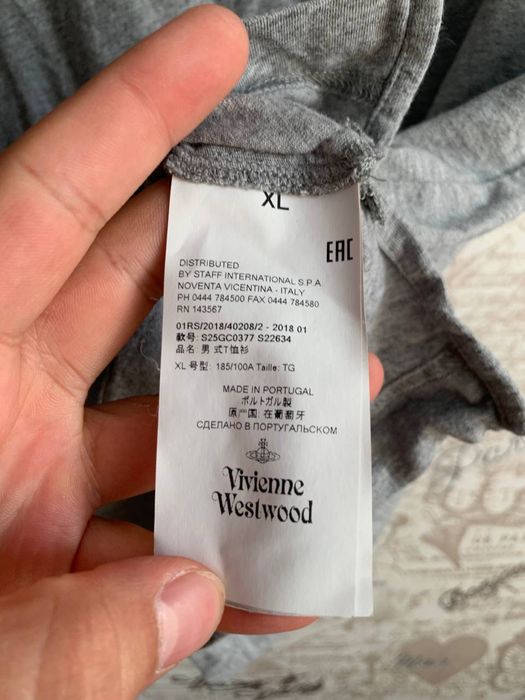 XL
EAC
DISTRIBUTED
BY STAFF INTERNATIONAL S.P.A.
NOVENTA VICENTINA - ITALY
PH 0444 784500 FAX 0444 784580
RN 143567
01RS/2018/40208/2 - 2018 01
款号: S25GC0377 S22634
品名: 男 式T恤衫
XL 号型: 185/100A Taille: TG
MADE IN PORTUGAL
ポルトガル製
原产国: 在葡萄牙
СДЕЛАНО В ПОРТУГАЛЬСКОМ
Vivienne
Westwood